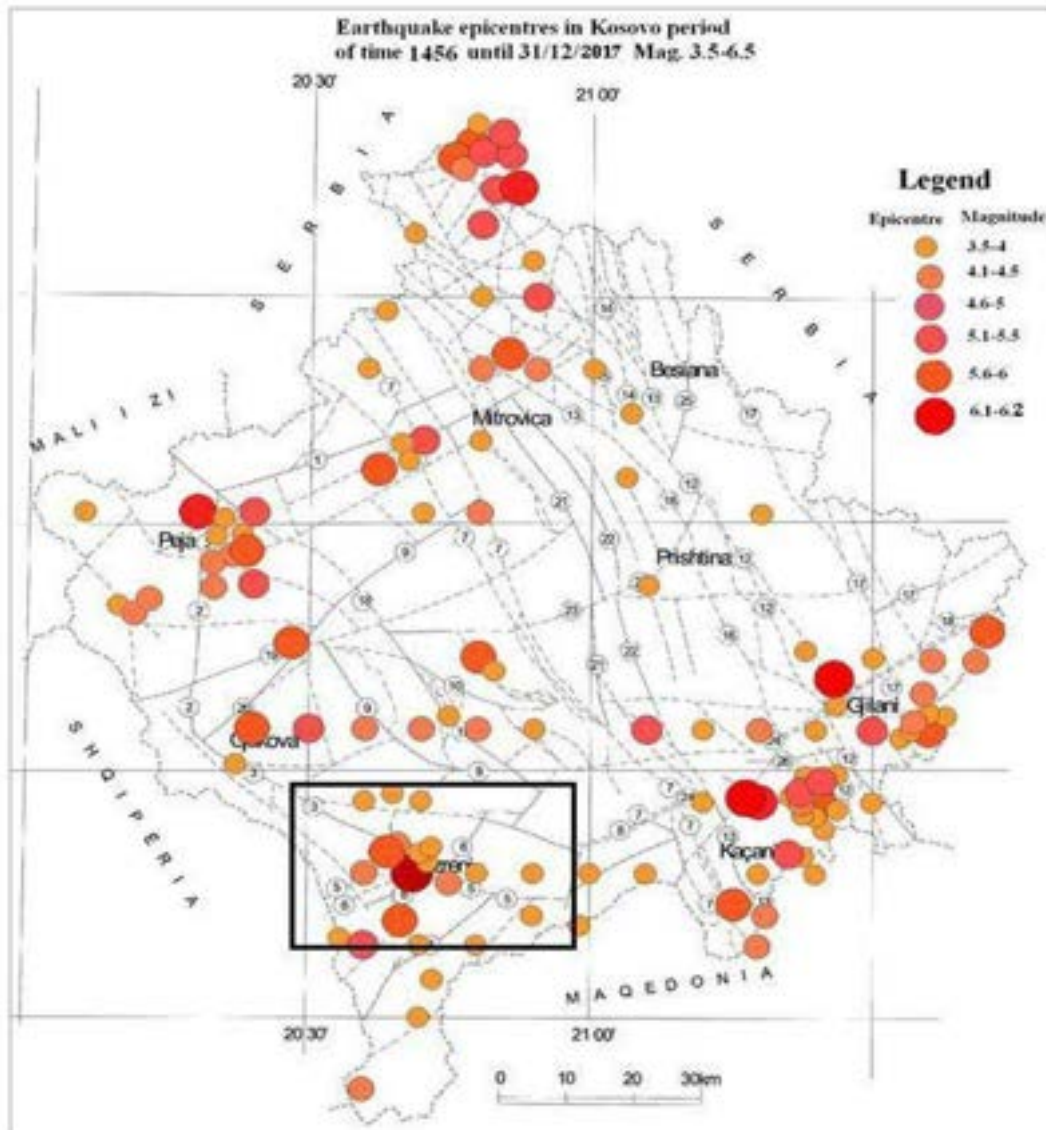 Earthquake epicentres in Kosovo period
of time 1456 until 31/12/2017 Mag. 3.5-6.5
20 30'
21 00'
SERBIA
SERBIA
Legend
Epicentre Magnitude
3.5-4
4.1-4.5
4.6-5
5.1-5.5
5.6-6
6.1-6.2
MALI I ZI
Besiana
Mitrovica
Peja
Prishtina
Gjilani
Gjakova
SHQIPËRIA
Kaçani
MAQEDONIA
20 30'
21 00'
0 10 20 30km